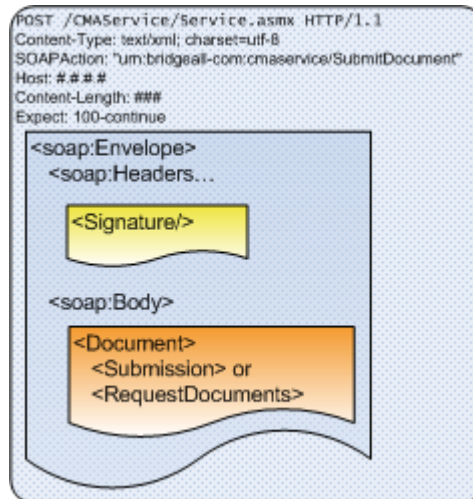 POST /CMAService/Service.asmx HTTP/1.1
Content-Type: text/xml; charset=utf-8
SOAPAction: "urn:bridgeall-com:cmaservice/SubmitDocument"
Host: #.#.#.#
Content-Length: ###
Expect: 100-continue
<soap:Envelope>
<soap:Headers...
<Signature/>
<soap:Body>
<Document>
<Submission> or
<RequestDocuments>